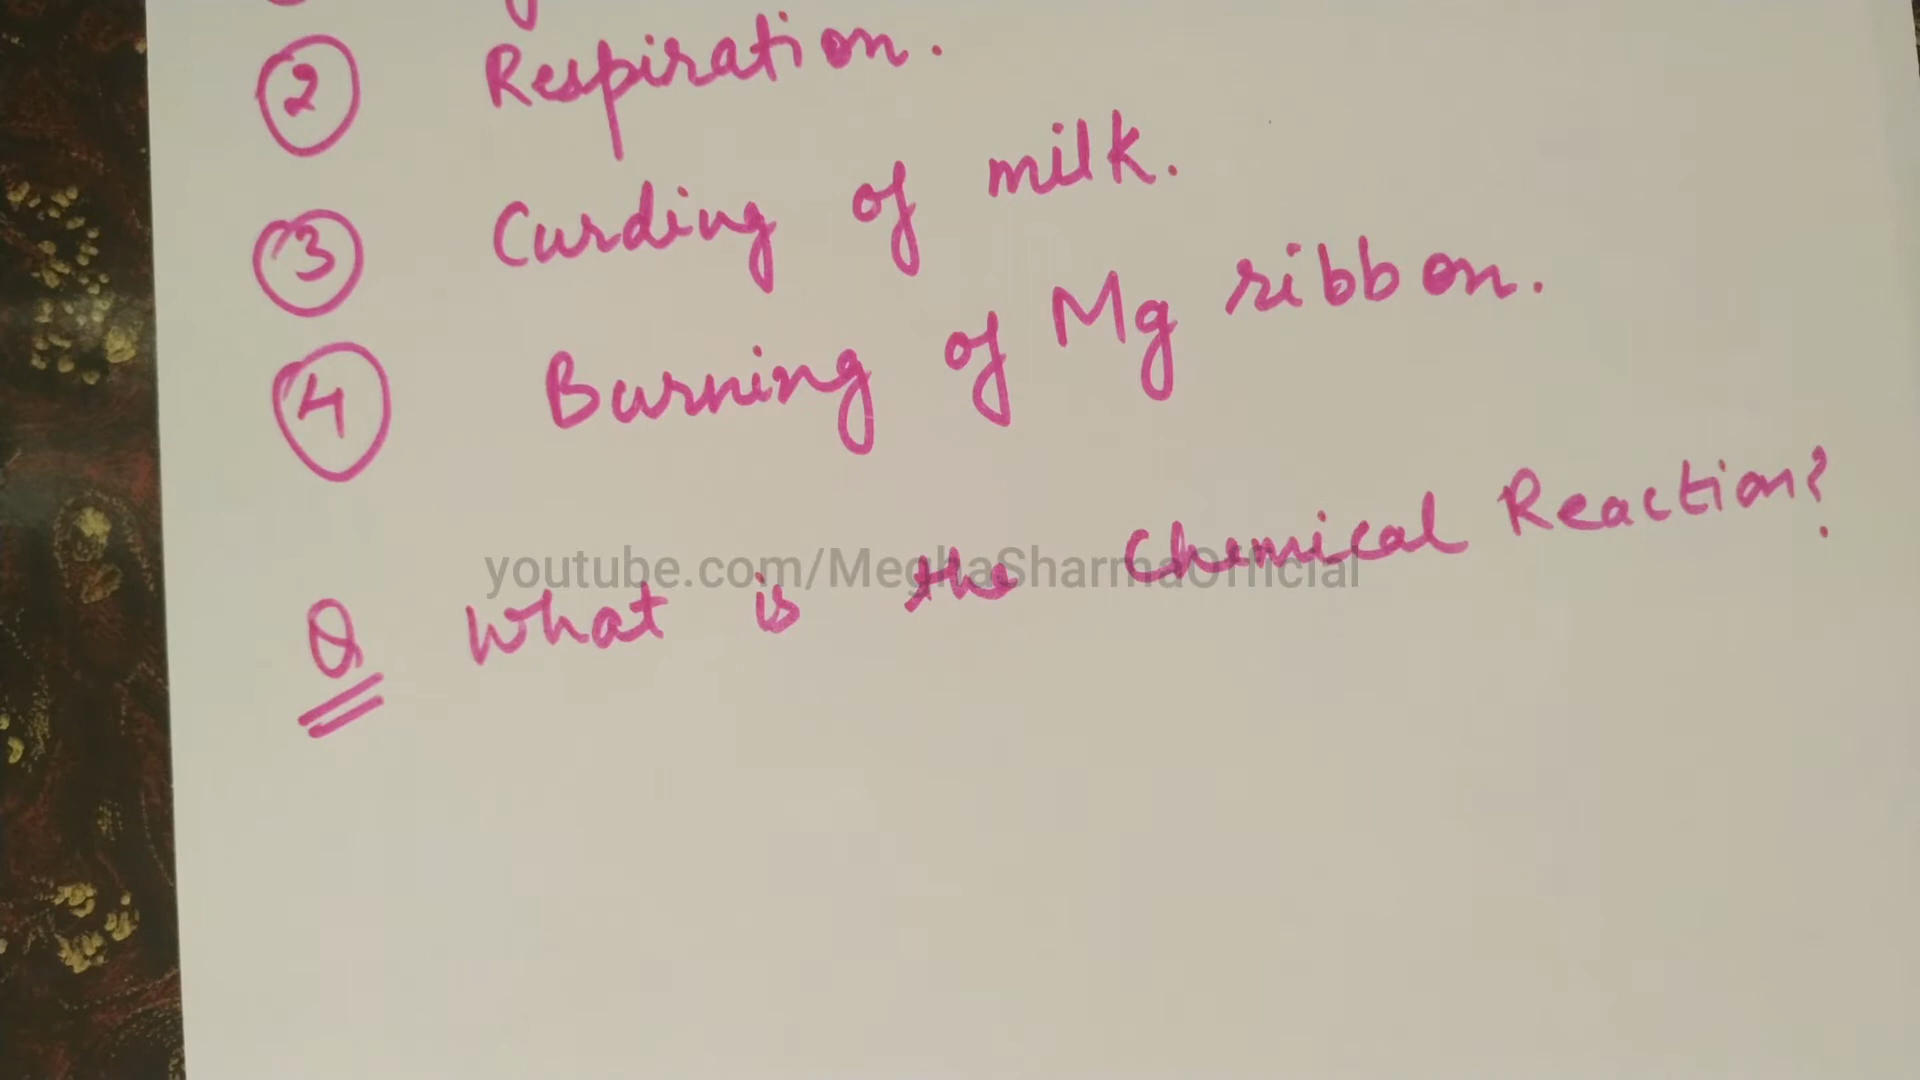 2 Respiration.
3 Curding of milk.
4 Burning of Mg ribbon.
Q What is the Chemical Reaction?
youtube.com/MeghaSharmaOfficial